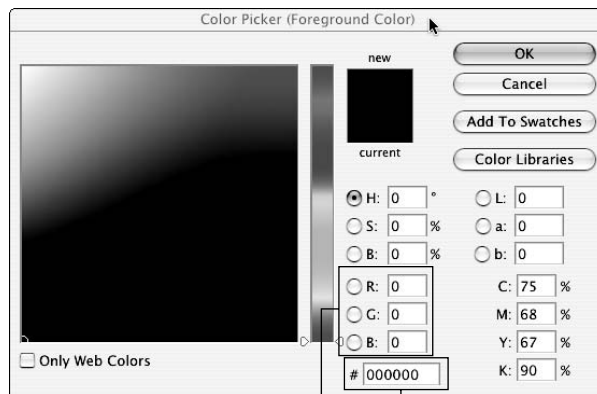 Color Picker (Foreground Color)
new
current
OK
Cancel
Add To Swatches
Color Libraries
H: 0 °
S: 0 %
B: 0 %
R: 0
G: 0
B: 0
# 000000
L: 0
a: 0
b: 0
C: 75 %
M: 68 %
Y: 67 %
K: 90 %
Only Web Colors